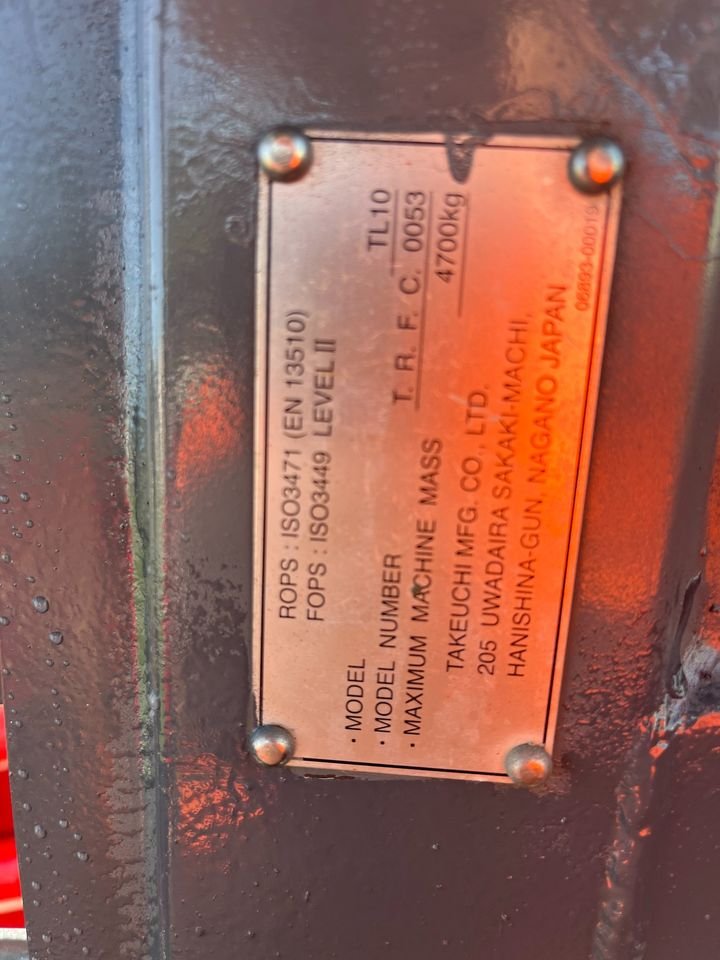 ROPS : ISO3471 (EN 13510)
FOPS : ISO3449 LEVEL II
· MODEL TL10
· MODEL NUMBER T. R. F. C. 0053
· MAXIMUM MACHINE MASS 4700kg
TAKEUCHI MFG. CO., LTD.
205 UWADAIRA SAKAKI-MACHI,
HANISHINA-GUN, NAGANO JAPAN